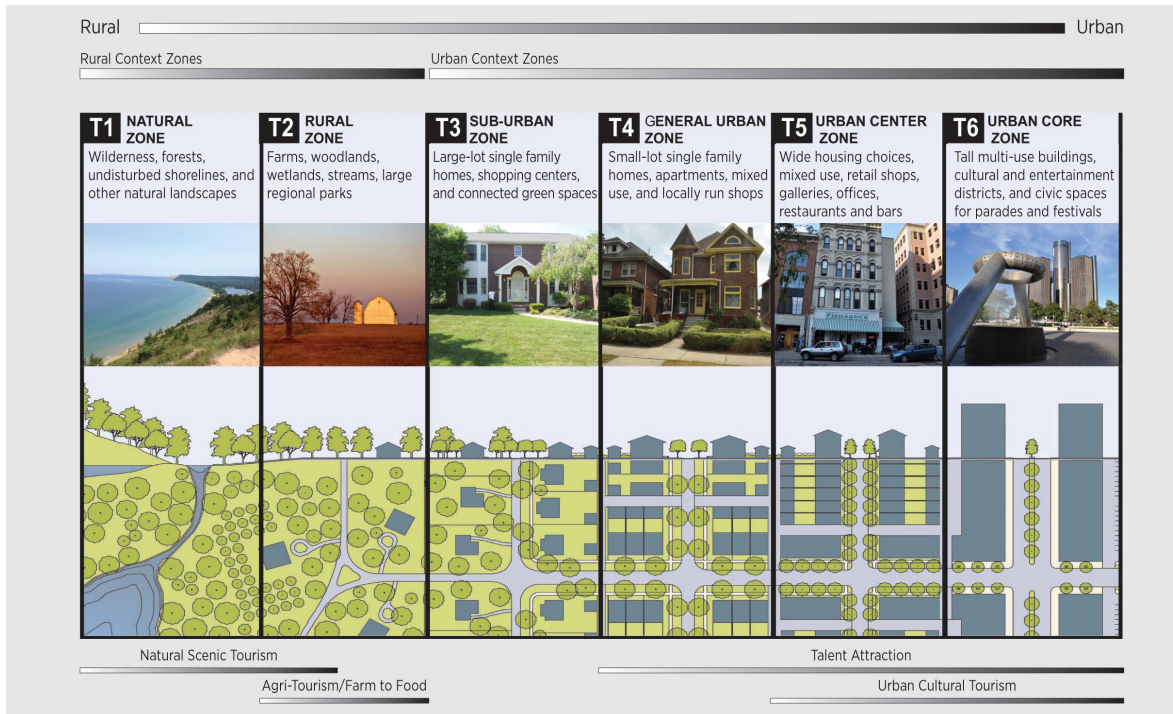 Rural
Urban
Rural Context Zones
Urban Context Zones
T1 NATURAL
ZONE
Wilderness, forests,
undisturbed shorelines, and
other natural landscapes
T2 RURAL
ZONE
Farms, woodlands,
wetlands, streams, large
regional parks
T3 SUB-URBAN
ZONE
Large-lot single family
homes, shopping centers,
and connected green spaces
T4 GENERAL URBAN
ZONE
Small-lot single family
homes, apartments, mixed
use, and locally run shops
T5 URBAN CENTER
ZONE
Wide housing choices,
mixed use, retail shops,
galleries, offices,
restaurants and bars
T6 URBAN CORE
ZONE
Tall multi-use buildings,
cultural and entertainment
districts, and civic spaces
for parades and festivals
Flanagan's
Natural Scenic Tourism
Talent Attraction
Agri-Tourism/Farm to Food
Urban Cultural Tourism